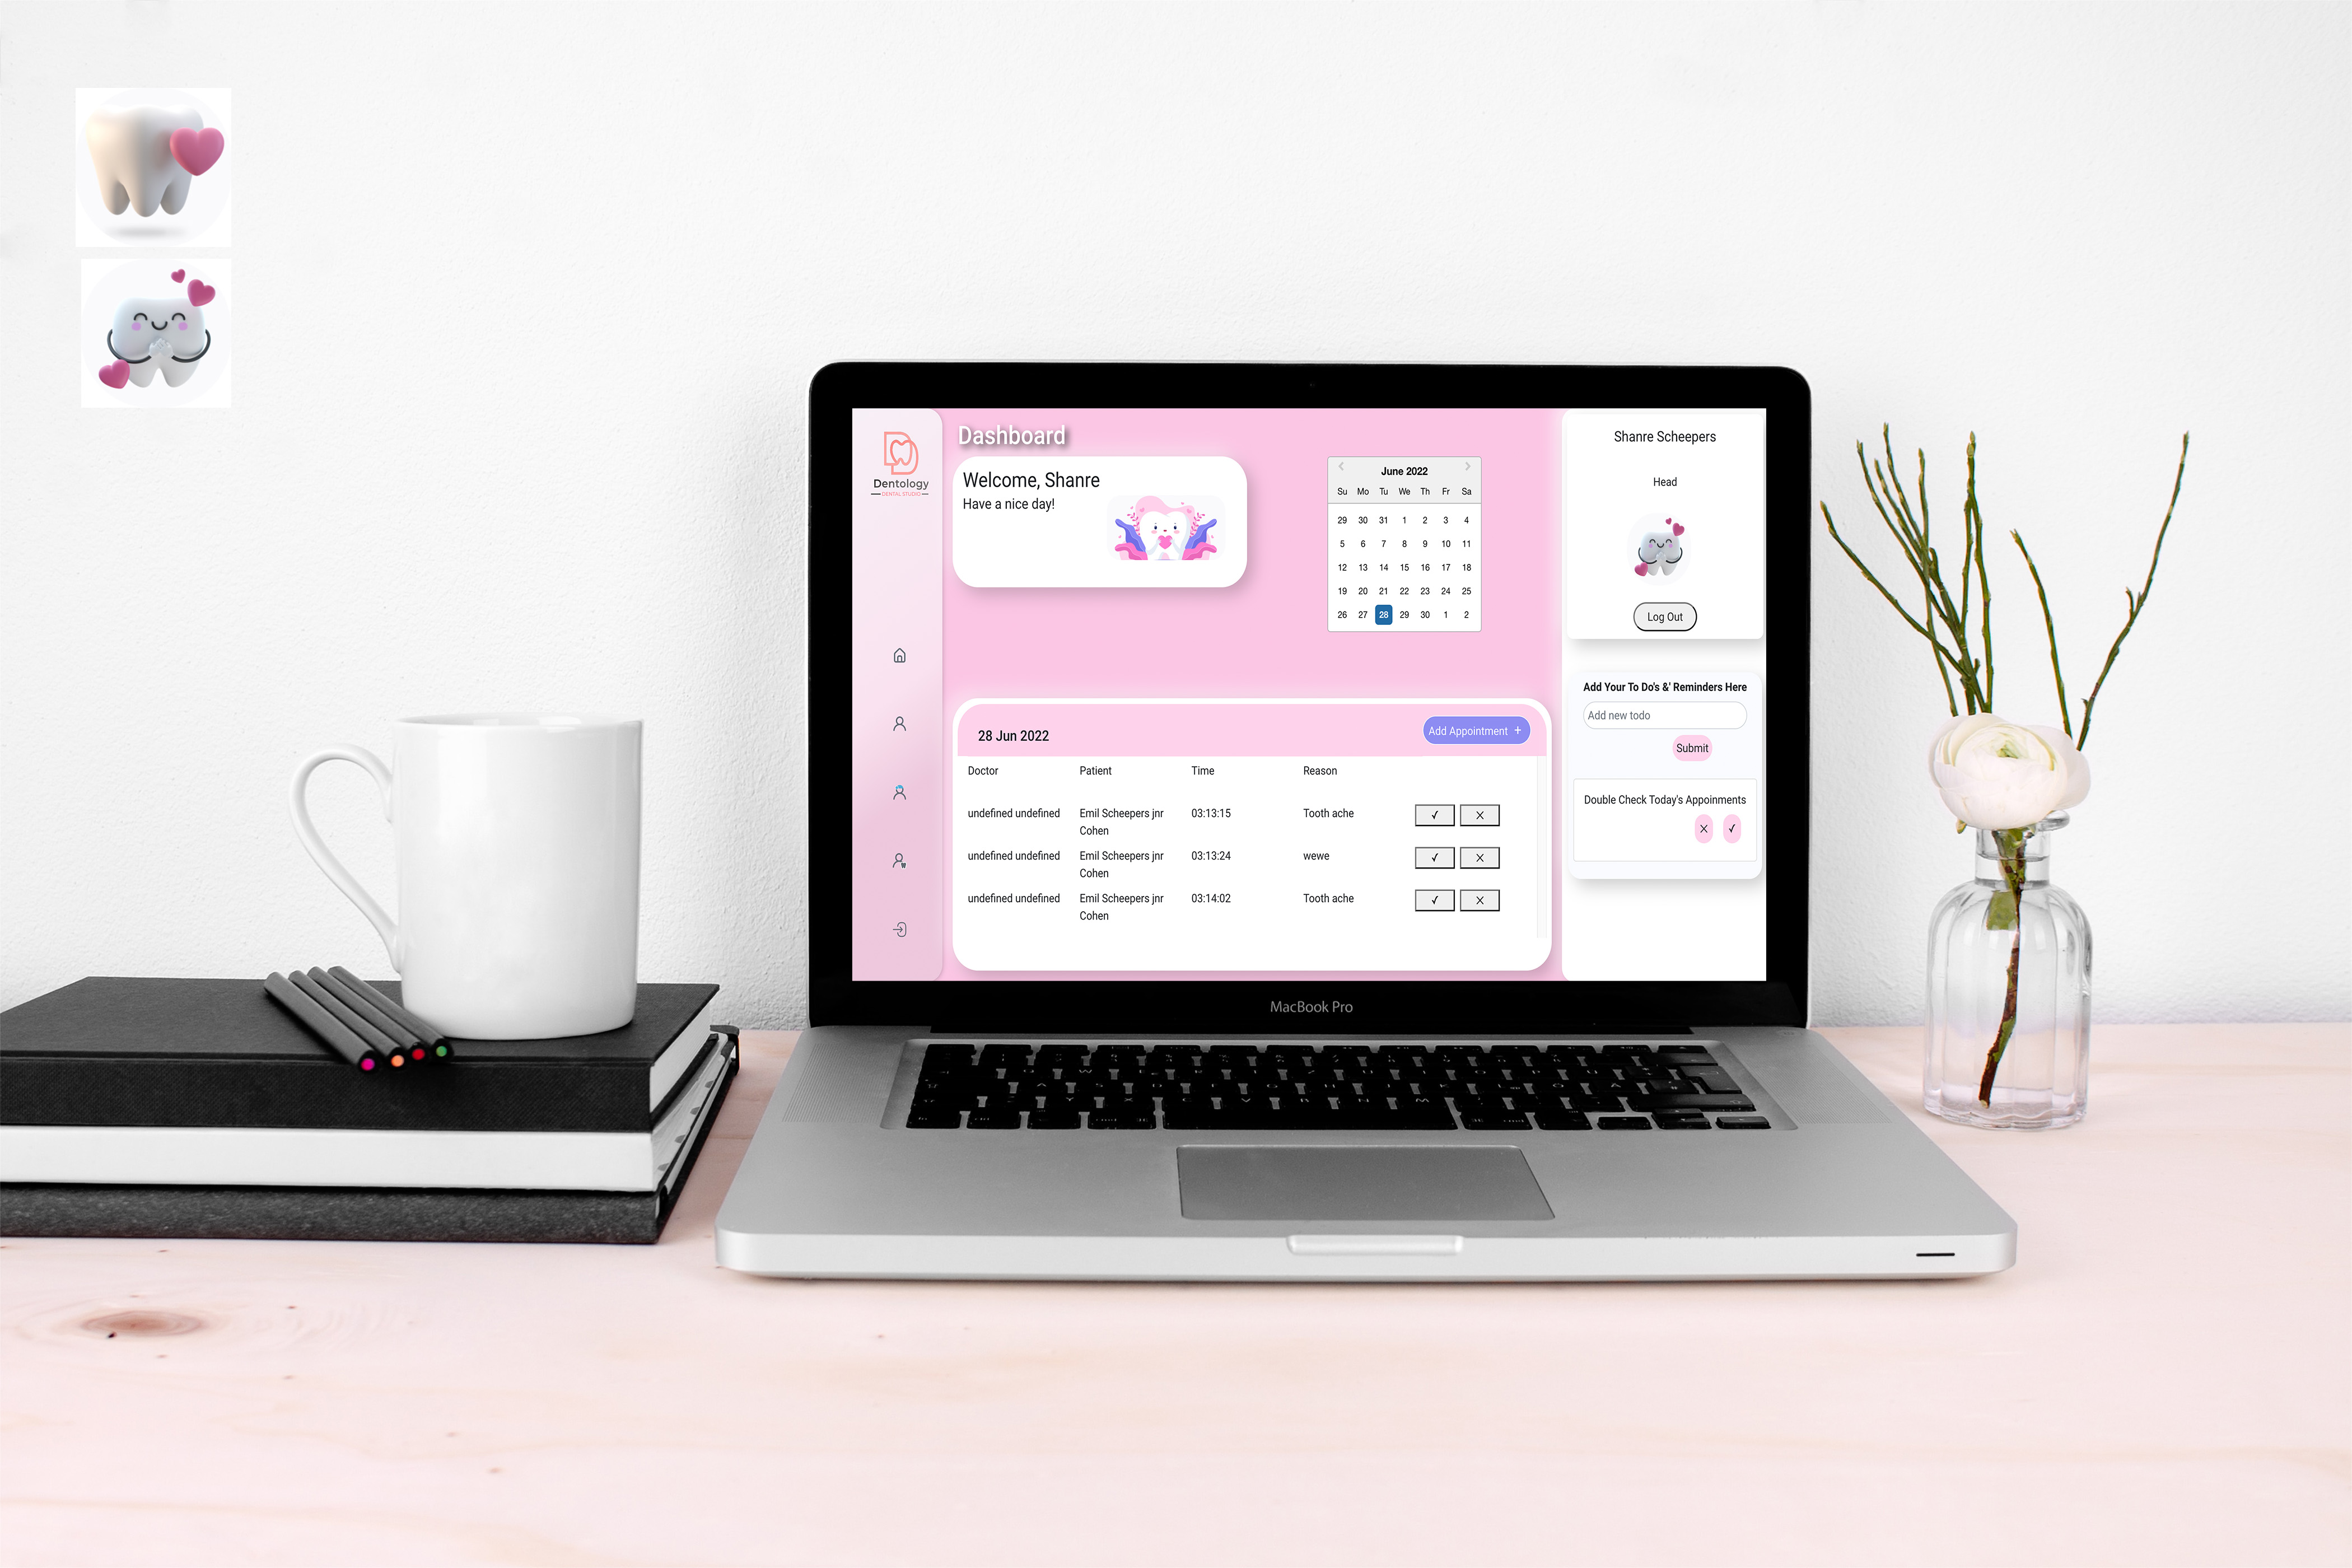 Dentology
DENTAL STUDIO
Dashboard
Welcome, Shanre
Have a nice day!
June 2022
Su Mo Tu We Th Fr Sa
29 30 31 1 2 3 4
5 6 7 8 9 10 11
12 13 14 15 16 17 18
19 20 21 22 23 24 25
26 27 28 29 30 1 2
Shanre Scheepers
Head
Log Out
Add Your To Do's &' Reminders Here
Add new todo
Submit
Double Check Today's Appoinments
X ✓
28 Jun 2022
Add Appointment +
Doctor Patient Time Reason
undefined undefined Emil Scheepers jnr 03:13:15 Tooth ache ✓ X
Cohen
undefined undefined Emil Scheepers jnr 03:13:24 wewe ✓ X
Cohen
undefined undefined Emil Scheepers jnr 03:14:02 Tooth ache ✓ X
Cohen
MacBook Pro